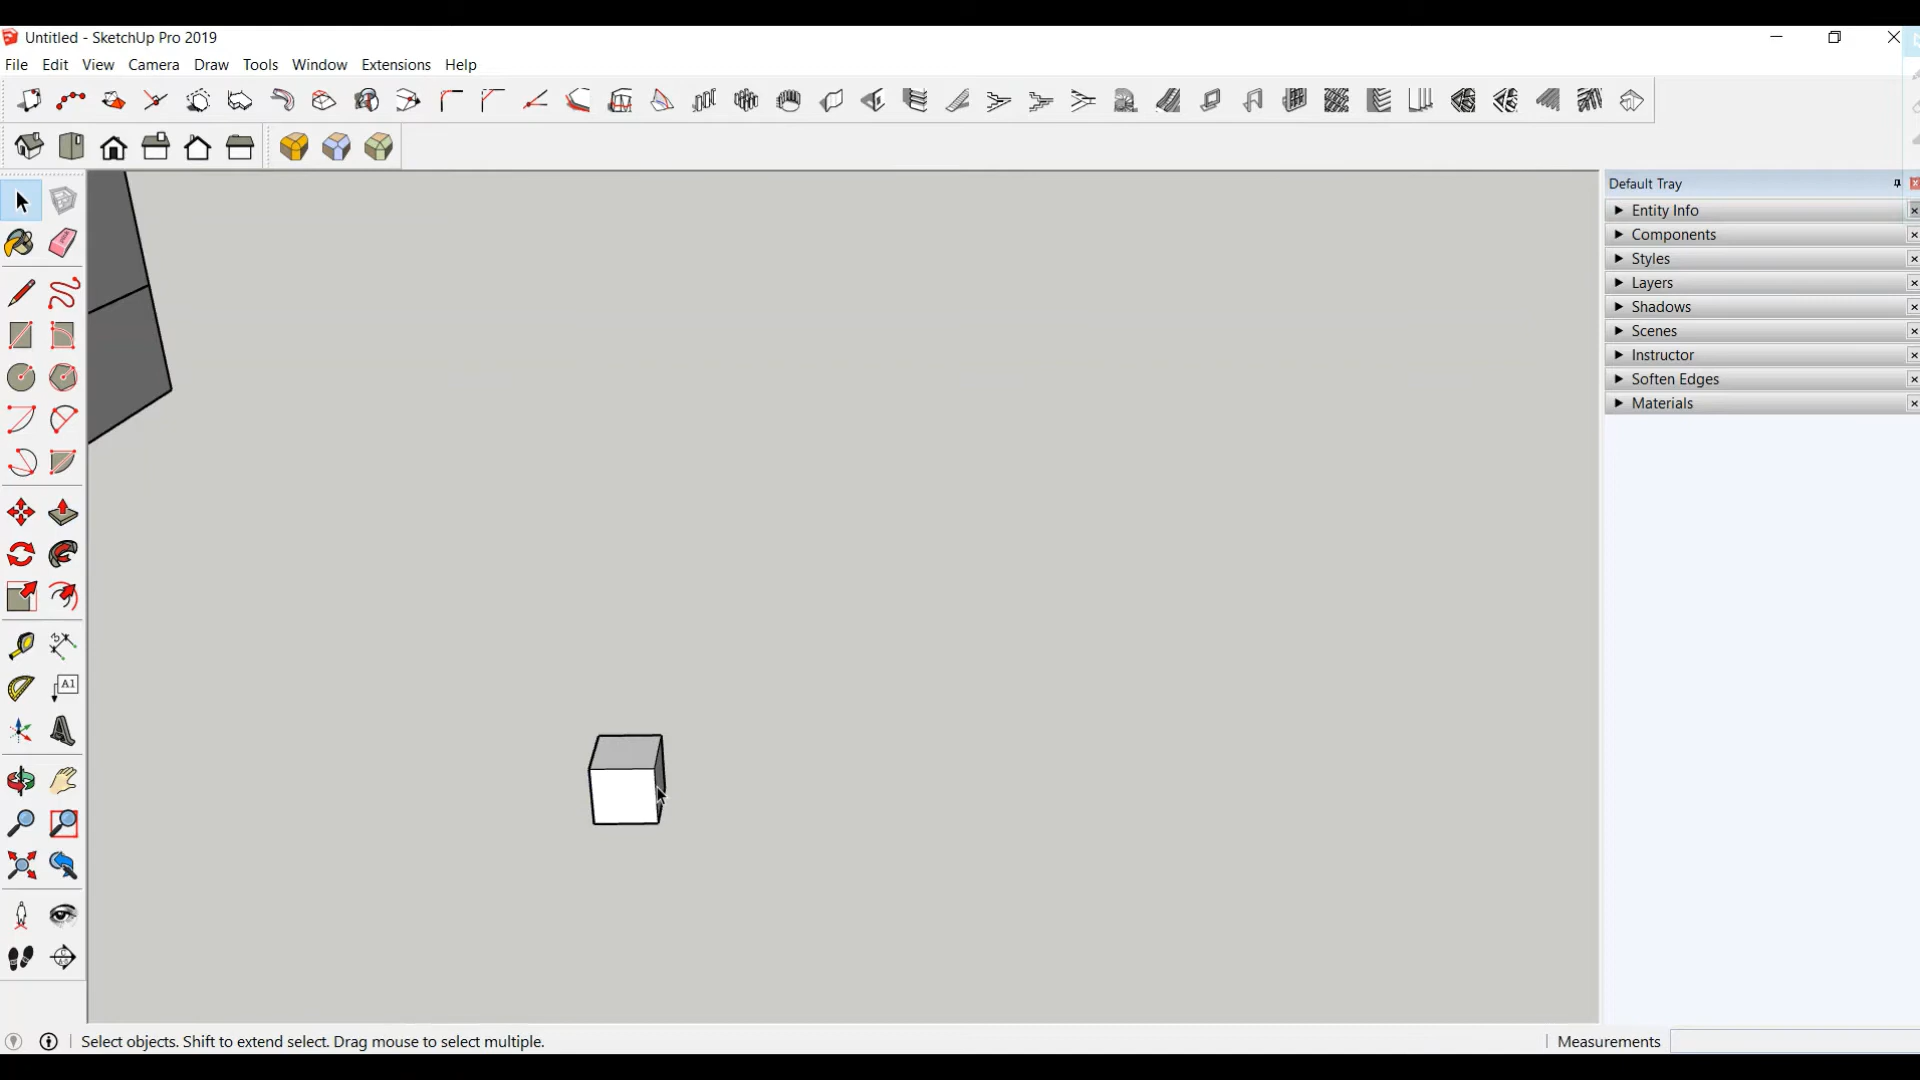 Untitled - SketchUp Pro 2019
File Edit View Camera Draw Tools Window Extensions Help
Default Tray
Entity Info
Components
Styles
Layers
Shadows
Scenes
Instructor
Soften Edges
Materials
A1
Select objects. Shift to extend select. Drag mouse to select multiple.
Measurements